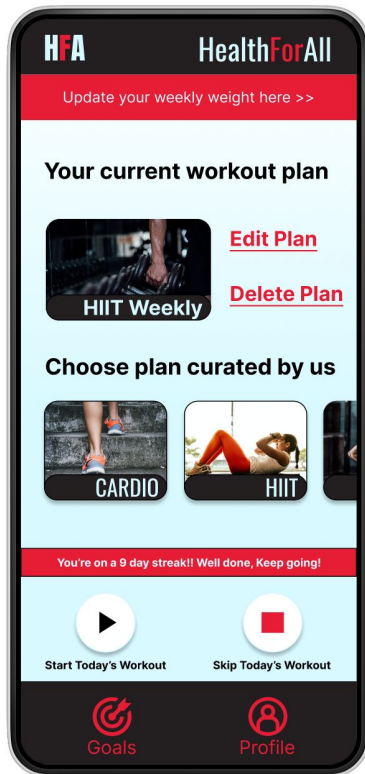 HFA HealthForAll
Update your weekly weight here >>
Your current workout plan
HIIT Weekly
Edit Plan
Delete Plan
Choose plan curated by us
CARDIO HIIT
You're on a 9 day streak!! Well done, Keep going!
Start Today's Workout Skip Today's Workout
Goals Profile